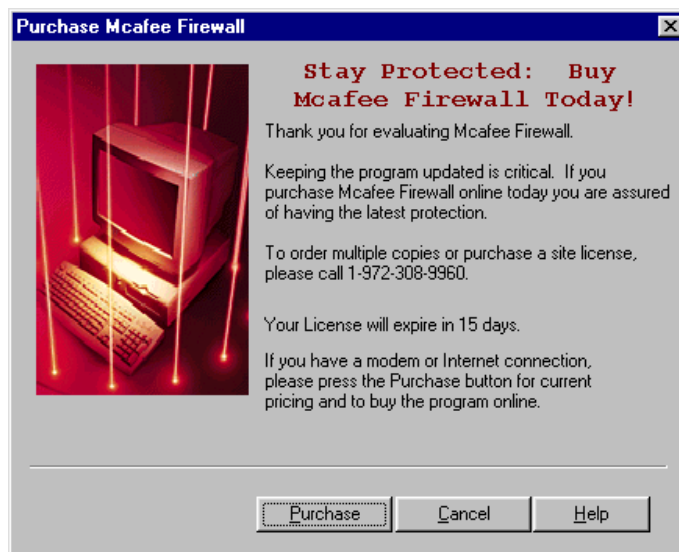 Purchase Mcafee Firewall
Stay Protected: Buy
Mcafee Firewall Today!
Thank you for evaluating Mcafee Firewall.
Keeping the program updated is critical. If you
purchase Mcafee Firewall online today you are assured
of having the latest protection.
To order multiple copies or purchase a site license,
please call 1-972-308-9960.
Your License will expire in 15 days.
If you have a modem or Internet connection,
please press the Purchase button for current
pricing and to buy the program online.
Purchase
Cancel
Help